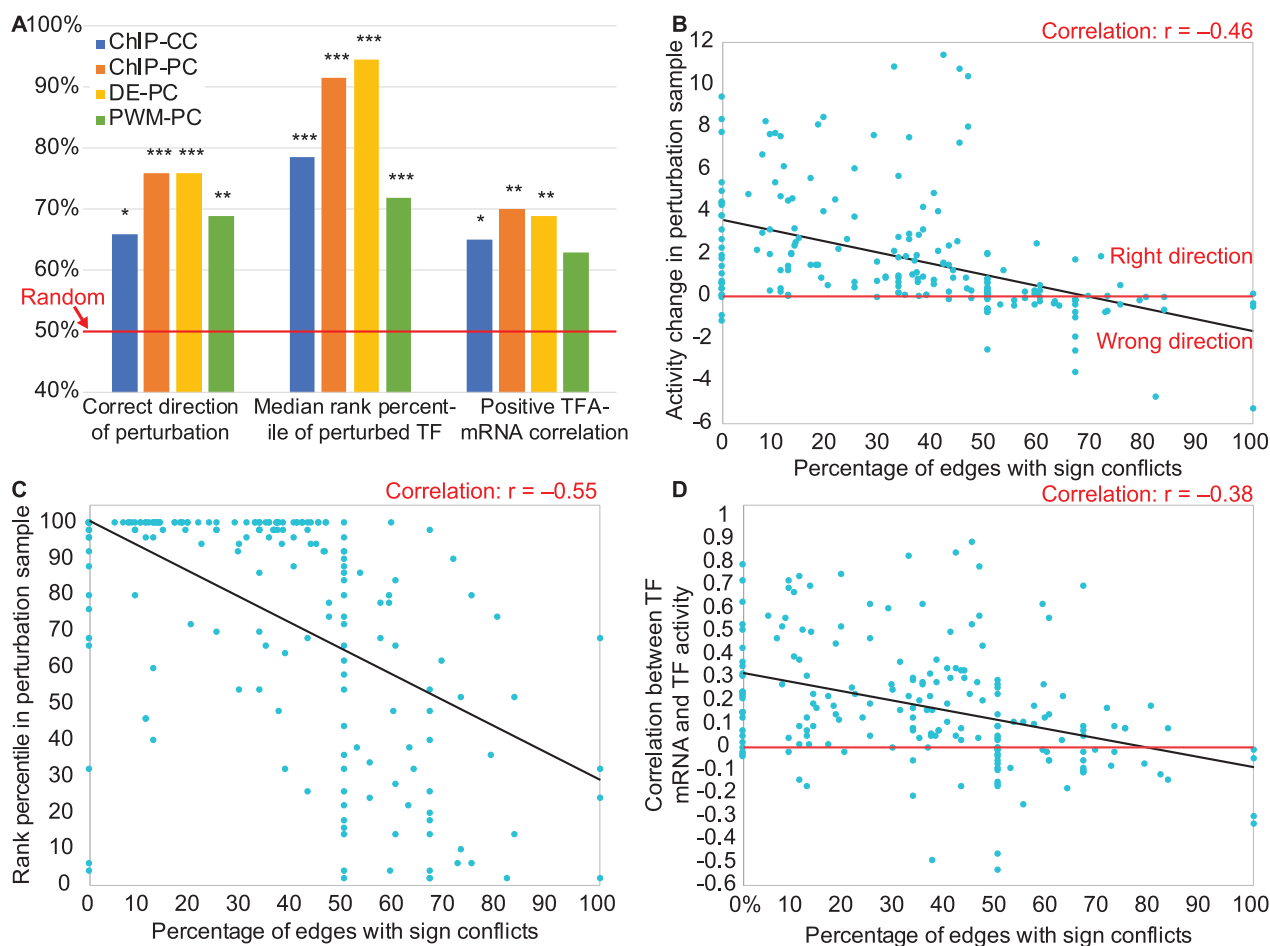 A
100%
90%
80%
70%
60%
50%
40%
ChIP-CC
ChIP-PC
DE-PC
PWM-PC
Random
*
***
***
**
***
***
***
***
*
**
**
Correct direction
of perturbation
Median rank percent-
ile of perturbed TF
Positive TFA-
mRNA correlation
B
Correlation: r = –0.46
Activity change in perturbation sample
12
10
8
6
4
2
0
-2
-4
-6
Right direction
Wrong direction
0 10 20 30 40 50 60 70 80 90 100
Percentage of edges with sign conflicts
C
Correlation: r = –0.55
Rank percentile in perturbation sample
100
90
80
70
60
50
40
30
20
10
0
0 10 20 30 40 50 60 70 80 90 100
Percentage of edges with sign conflicts
D
Correlation: r = –0.38
Correlation between TF
mRNA and TF activity
1
0.9
0.8
0.7
0.6
0.5
0.4
0.3
0.2
0.1
0
-0.1
-0.2
-0.3
-0.4
-0.5
-0.6
0% 10 20 30 40 50 60 70 80 90 100
Percentage of edges with sign conflicts